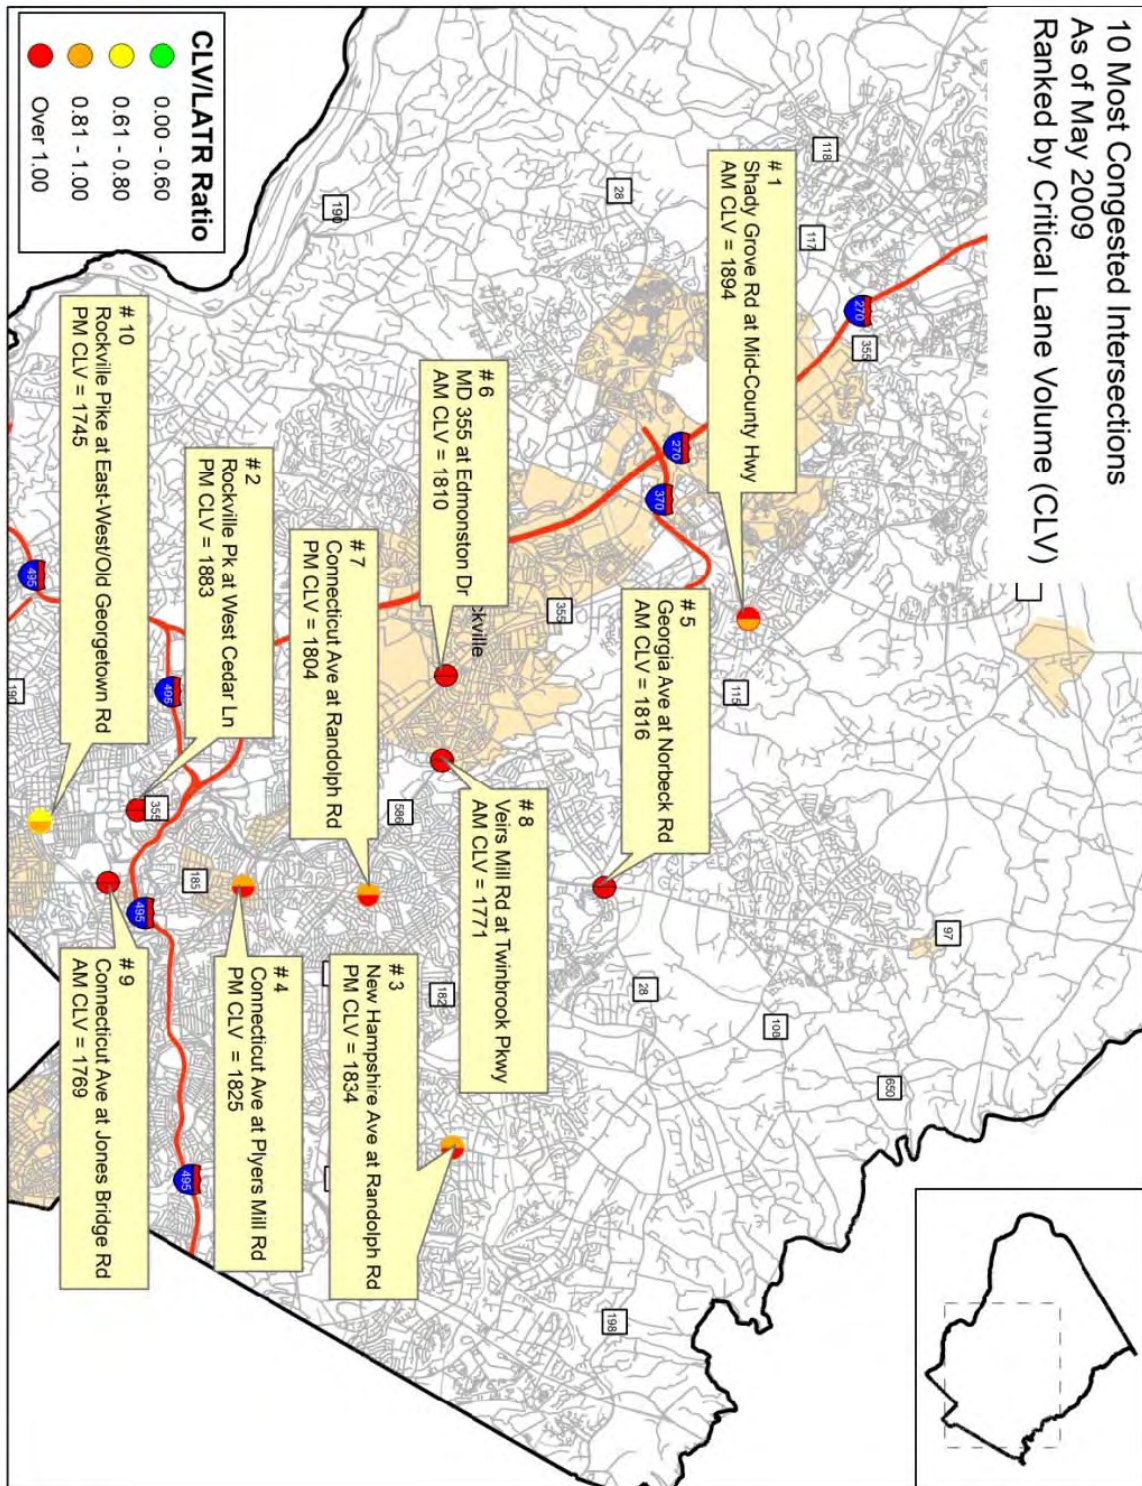 10 Most Congested Intersections
As of May 2009
Ranked by Critical Lane Volume (CLV)
# 1
Shady Grove Rd at Mid-County Hwy
AM CLV = 1894
# 5
Georgia Ave at Norbeck Rd
AM CLV = 1816
# 6
MD 355 at Edmonston Dr
AM CLV = 1810
# 8
Veirs Mill Rd at Twinbrook Pkwy
AM CLV = 1771
# 7
Connecticut Ave at Randolph Rd
PM CLV = 1804
# 3
New Hampshire Ave at Randolph Rd
PM CLV = 1834
# 2
Rockville Pk at West Cedar Ln
PM CLV = 1883
# 4
Connecticut Ave at Plyers Mill Rd
PM CLV = 1825
# 10
Rockville Pike at East-West/Old Georgetown Rd
PM CLV = 1745
# 9
Connecticut Ave at Jones Bridge Rd
AM CLV = 1769
ckville
118
117
270
355
28
190
270
370
115
355
97
108
650
28
198
182
586
185
355
495
495
495
495
190
CLV/LATR Ratio
0.00 - 0.60
0.61 - 0.80
0.81 - 1.00
Over 1.00